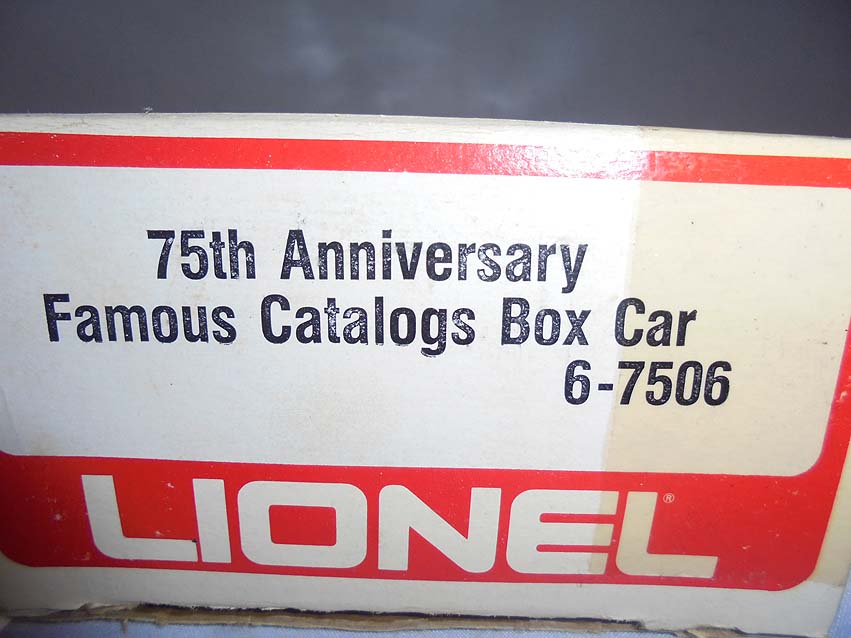 75th Anniversary
Famous Catalogs Box Car
6-7506
LIONEL®